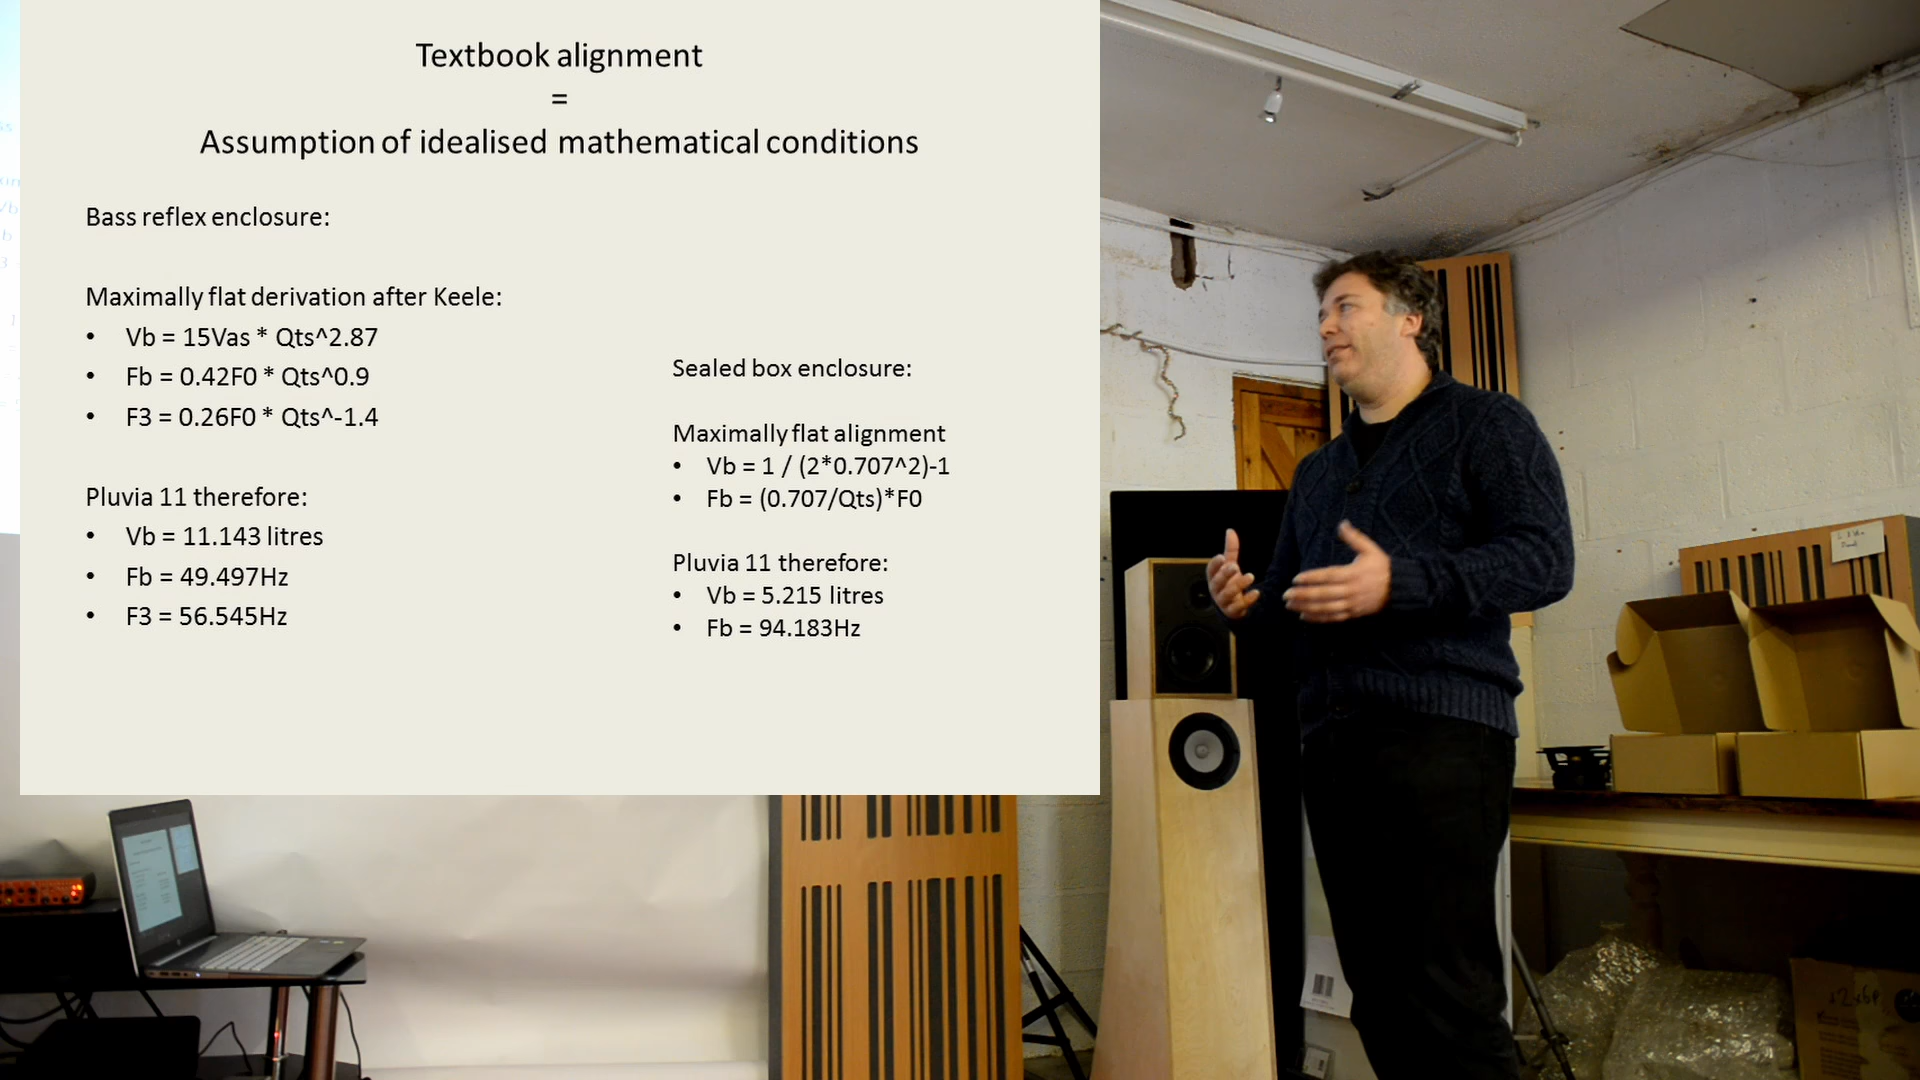 Textbook alignment
=
Assumption of idealised mathematical conditions
Bass reflex enclosure:
Maximally flat derivation after Keele:
• Vb = 15Vas * Qts^2.87
• Fb = 0.42F0 * Qts^0.9
• F3 = 0.26F0 * Qts^-1.4
Pluvia 11 therefore:
• Vb = 11.143 litres
• Fb = 49.497Hz
• F3 = 56.545Hz
Sealed box enclosure:
Maximally flat alignment
• Vb = 1 / (2*0.707^2)-1
• Fb = (0.707/Qts)*F0
Pluvia 11 therefore:
• Vb = 5.215 litres
• Fb = 94.183Hz